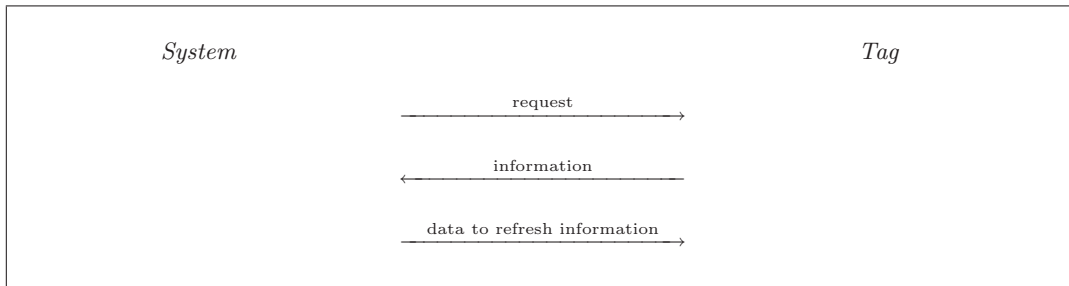 System Tag
request
information
data to refresh information